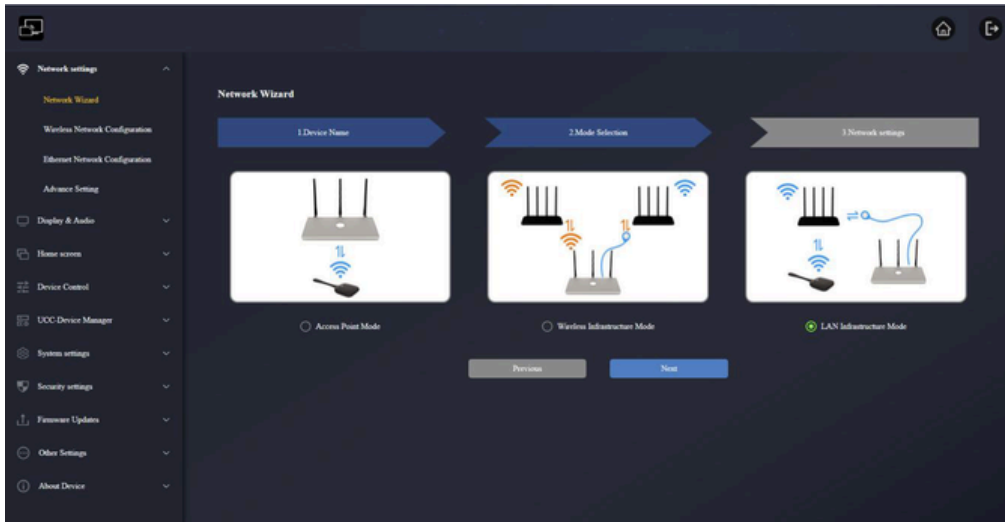 Network settings
Network Wizard
Wireless Network Configuration
Ethernet Network Configuration
Advance Setting
Display & Audio
Home screen
Device Control
UCC-Device Manager
System settings
Security settings
Firmware Updates
Other Settings
About Device
Network Wizard
1.Device Name
2.Mode Selection
3.Network settings
Access Point Mode
Wireless Infrastructure Mode
LAN Infrastructure Mode
Previous
Next